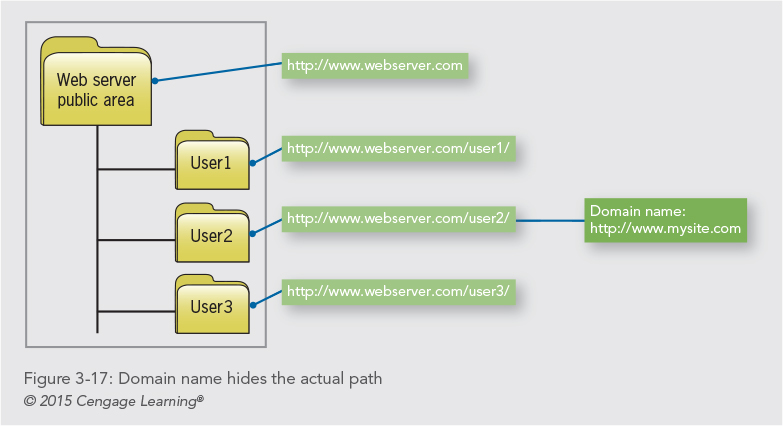 Web server
public area
http://www.webserver.com
User1
http://www.webserver.com/user1/
User2
http://www.webserver.com/user2/
Domain name:
http://www.mysite.com
User3
http://www.webserver.com/user3/
Figure 3-17: Domain name hides the actual path
© 2015 Cengage Learning®